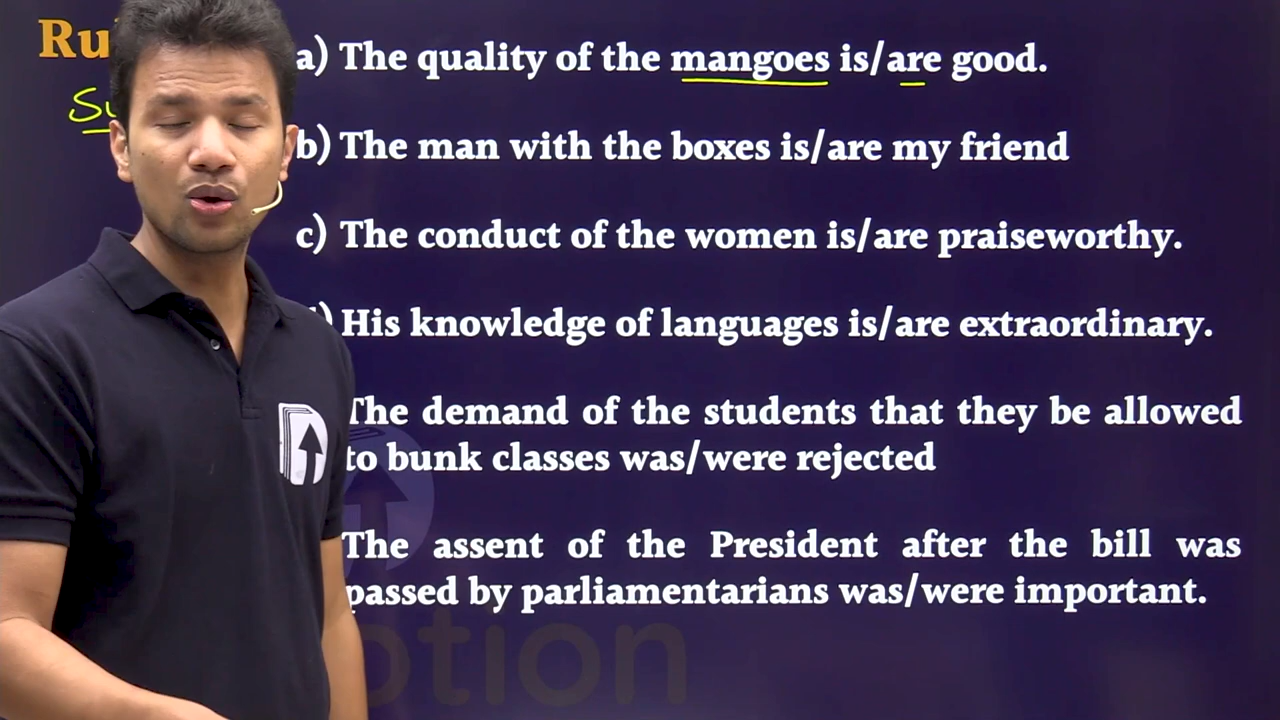 Ru
a) The quality of the mangoes is/are good.
Su
b) The man with the boxes is/are my friend
c) The conduct of the women is/are praiseworthy.
) His knowledge of languages is/are extraordinary.
The demand of the students that they be allowed
to bunk classes was/were rejected
The assent of the President after the bill was
passed by parliamentarians was/were important.
otion